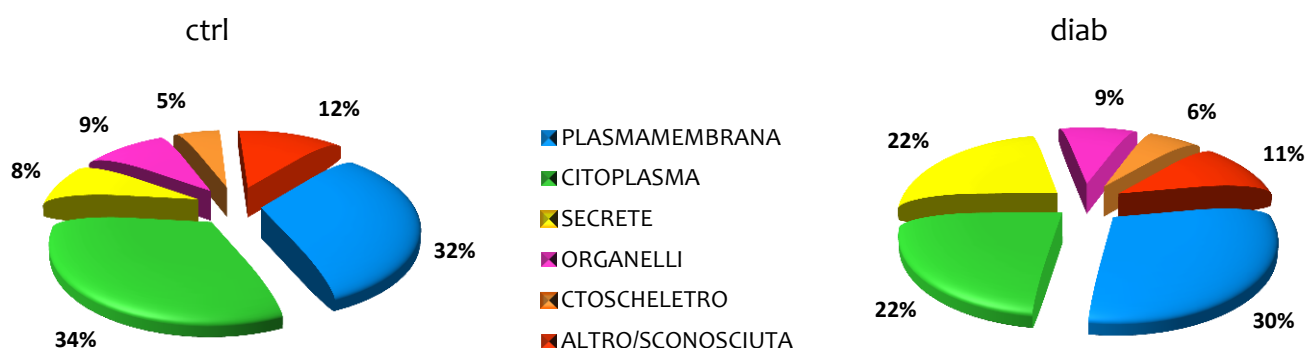 ctrl
5%
12%
9%
8%
32%
34%
PLASMAMEMBRANA
CITOPLASMA
SECRETE
ORGANELLI
CTOSCHELETRO
ALTRO/SCONOSCIUTA
diab
9%
6%
22%
11%
22%
30%